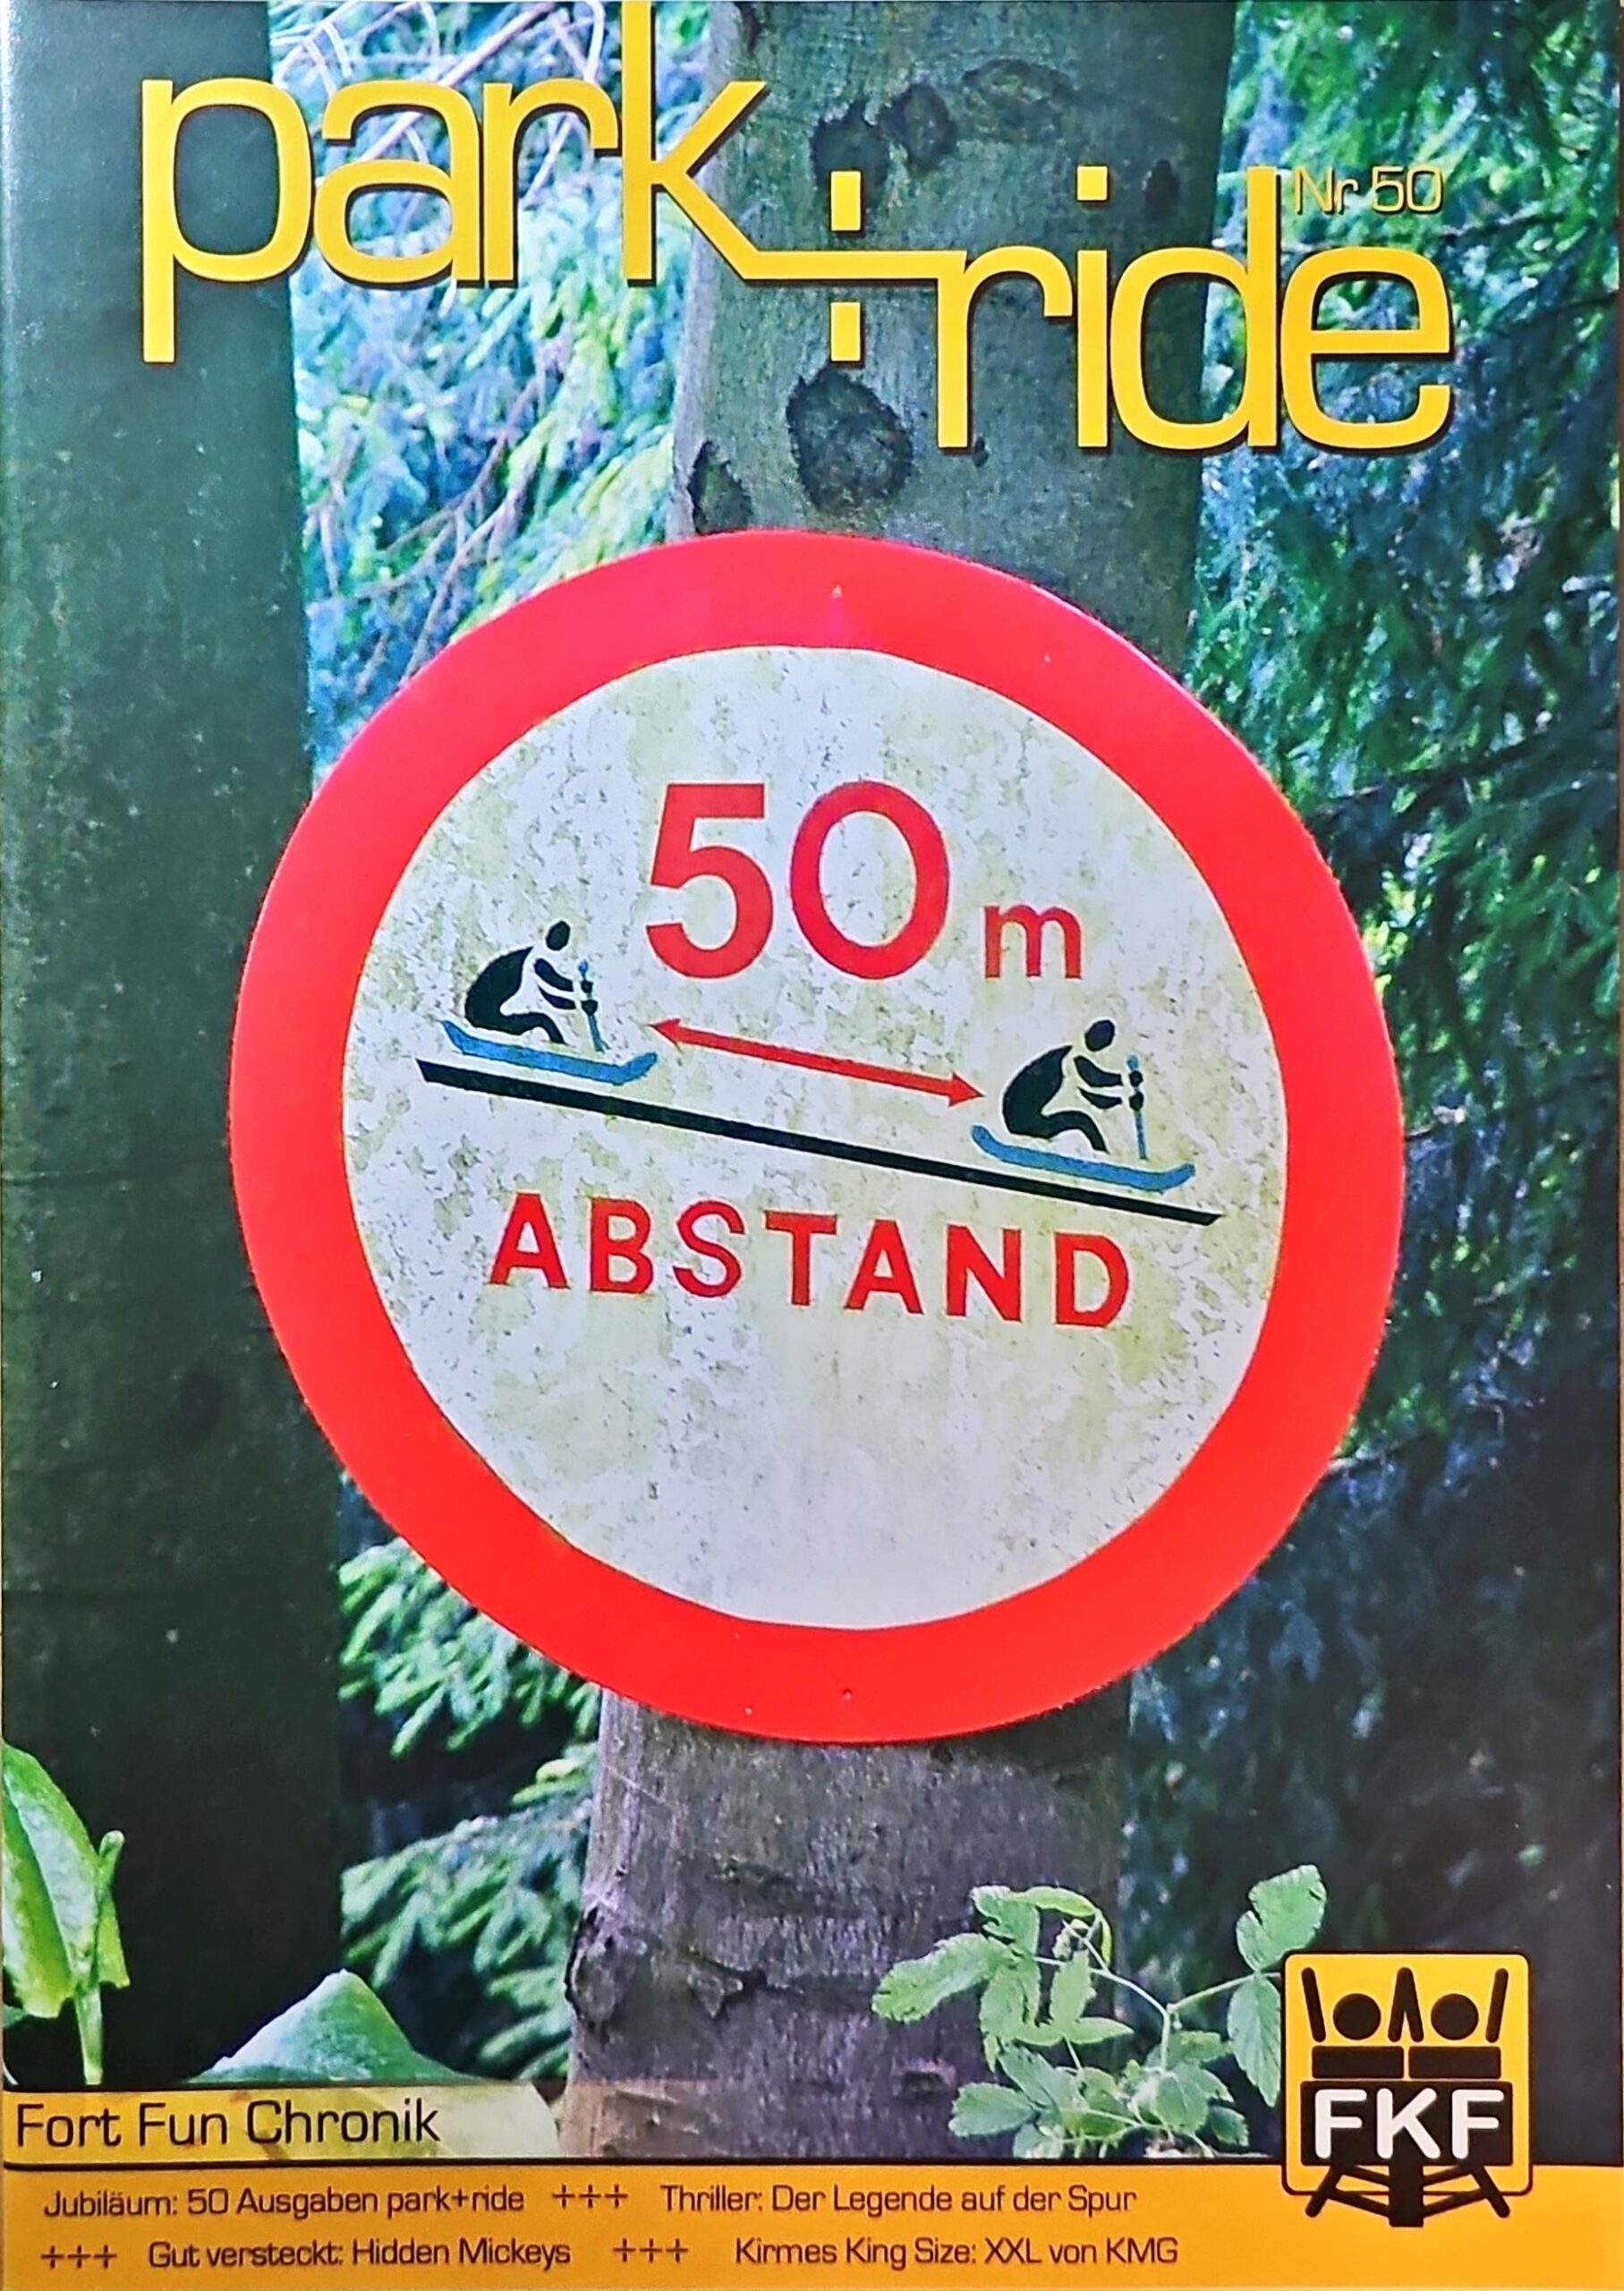 park+ride
Nr 50
50 m
ABSTAND
FKF
Fort Fun Chronik
Jubiläum: 50 Ausgaben park+ride +++ Thriller: Der Legende auf der Spur
+++ Gut versteckt: Hidden Mickeys +++ Kirmes King Size: XXL von KMG